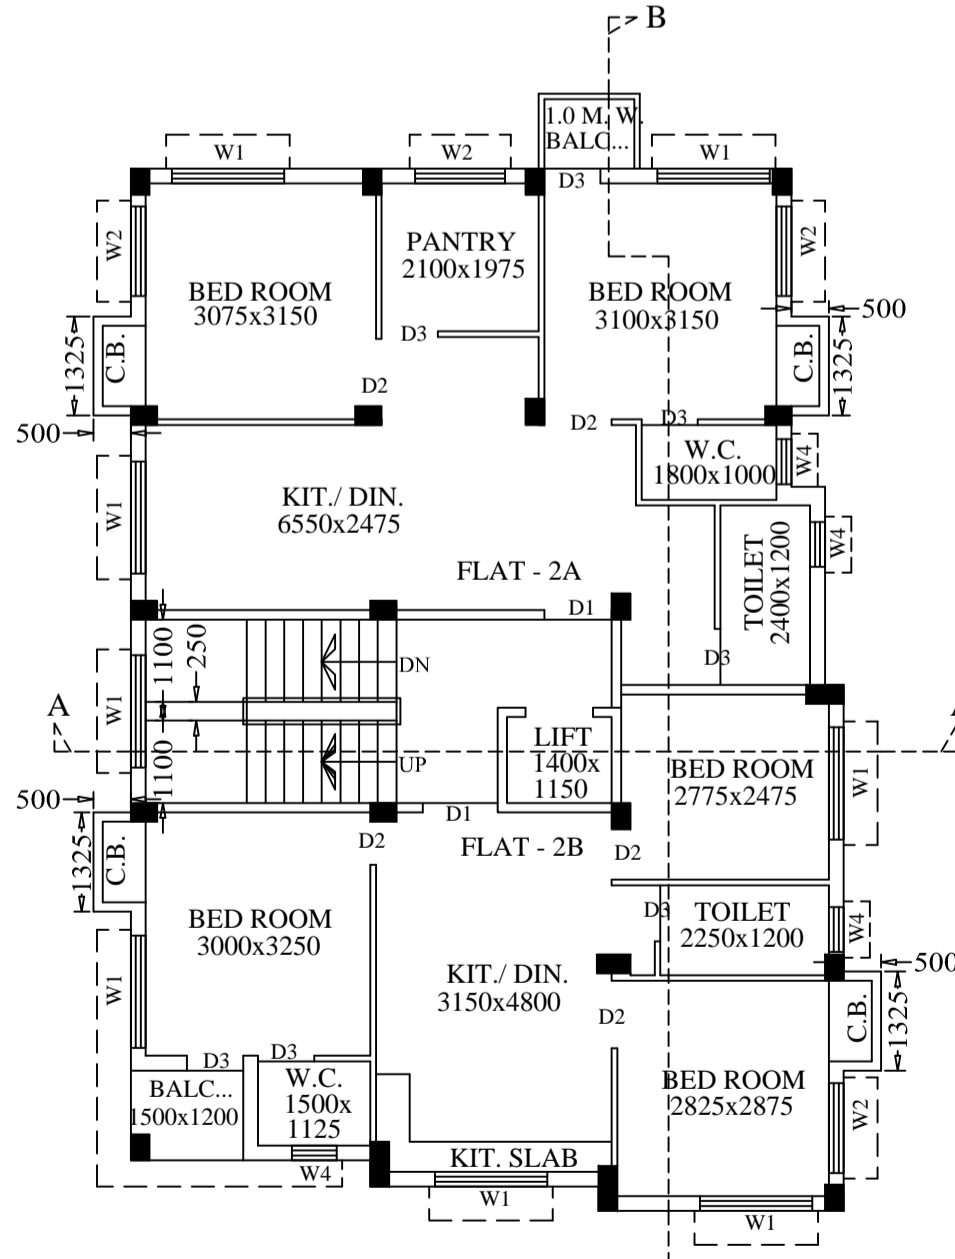 B
1.0 M. W.
BALC...
W1
W2
W1
D3
W2
PANTRY
2100x1975
W2
BED ROOM
3075x3150
BED ROOM
3100x3150
500
1325
C.B.
D3
C.B.
1325
D2
500
D2
D3
W.C.
1800x1000
W4
W1
KIT./ DIN.
6550x2475
W4
TOILET
2400x1200
FLAT - 2A
D1
1100
250
DN
D3
A
W1
LIFT
1400x
1150
UP
BED ROOM
2775x2475
W1
1100
500
D1
1325
C.B.
D2
FLAT - 2B
D2
BED ROOM
3000x3250
D3
TOILET
2250x1200
W4
W1
KIT./ DIN.
3150x4800
500
D2
C.B.
1325
D3
D3
BALC...
1500x1200
W.C.
1500x
1125
BED ROOM
2825x2875
W2
KIT. SLAB
W4
W1
W1